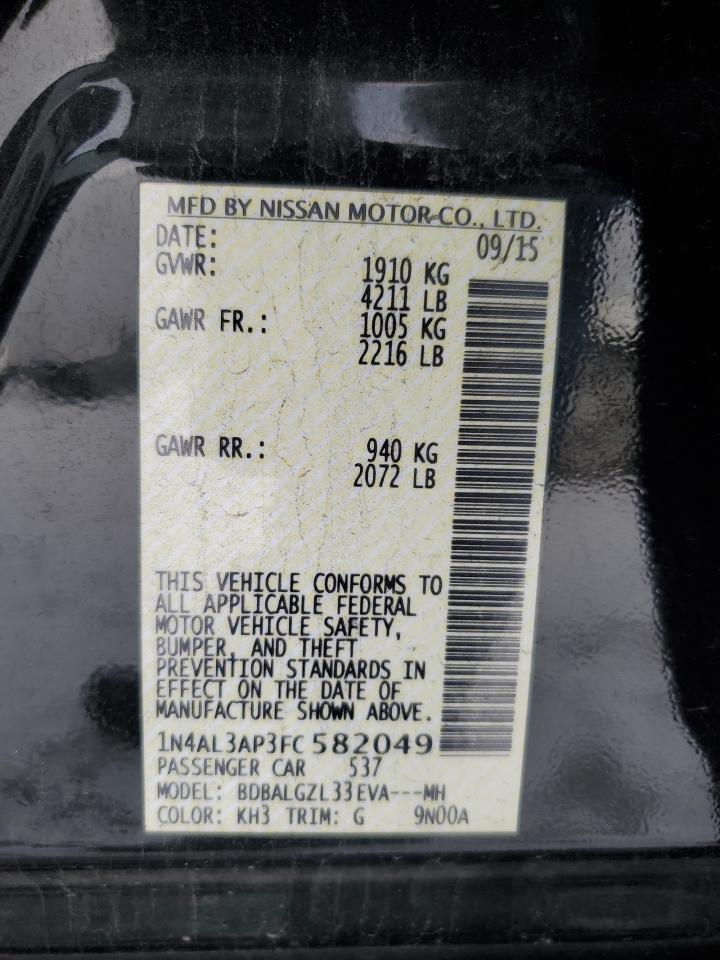 MFD BY NISSAN MOTOR CO., LTD.
DATE: 09/15
GVWR: 1910 KG
4211 LB
GAWR FR.: 1005 KG
2216 LB
GAWR RR.: 940 KG
2072 LB
THIS VEHICLE CONFORMS TO
ALL APPLICABLE FEDERAL
MOTOR VEHICLE SAFETY,
BUMPER, AND THEFT
PREVENTION STANDARDS IN
EFFECT ON THE DATE OF
MANUFACTURE SHOWN ABOVE.
1N4AL3AP3FC582049
PASSENGER CAR 537
MODEL: BDBALGZL33EVA---MH
COLOR: KH3 TRIM: G 9N00A